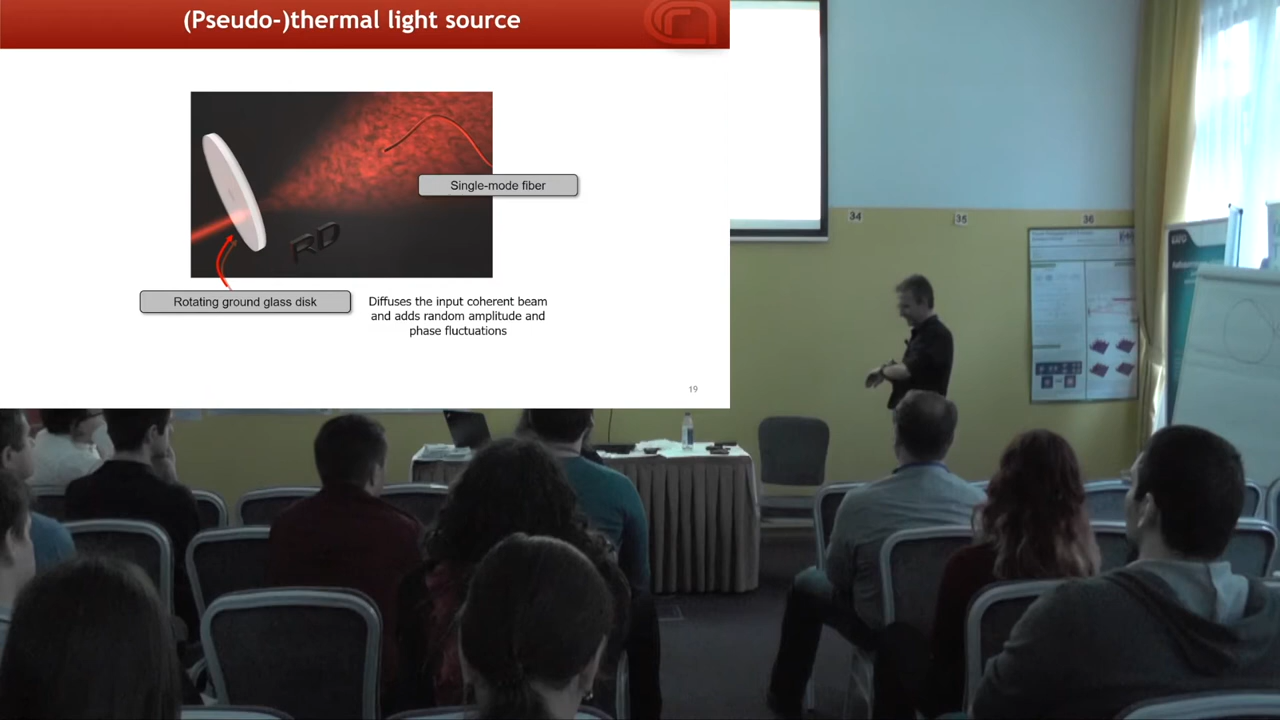 (Pseudo-)thermal light source
Single-mode fiber
RD
Rotating ground glass disk
Diffuses the input coherent beam
and adds random amplitude and
phase fluctuations
19
34
35
36